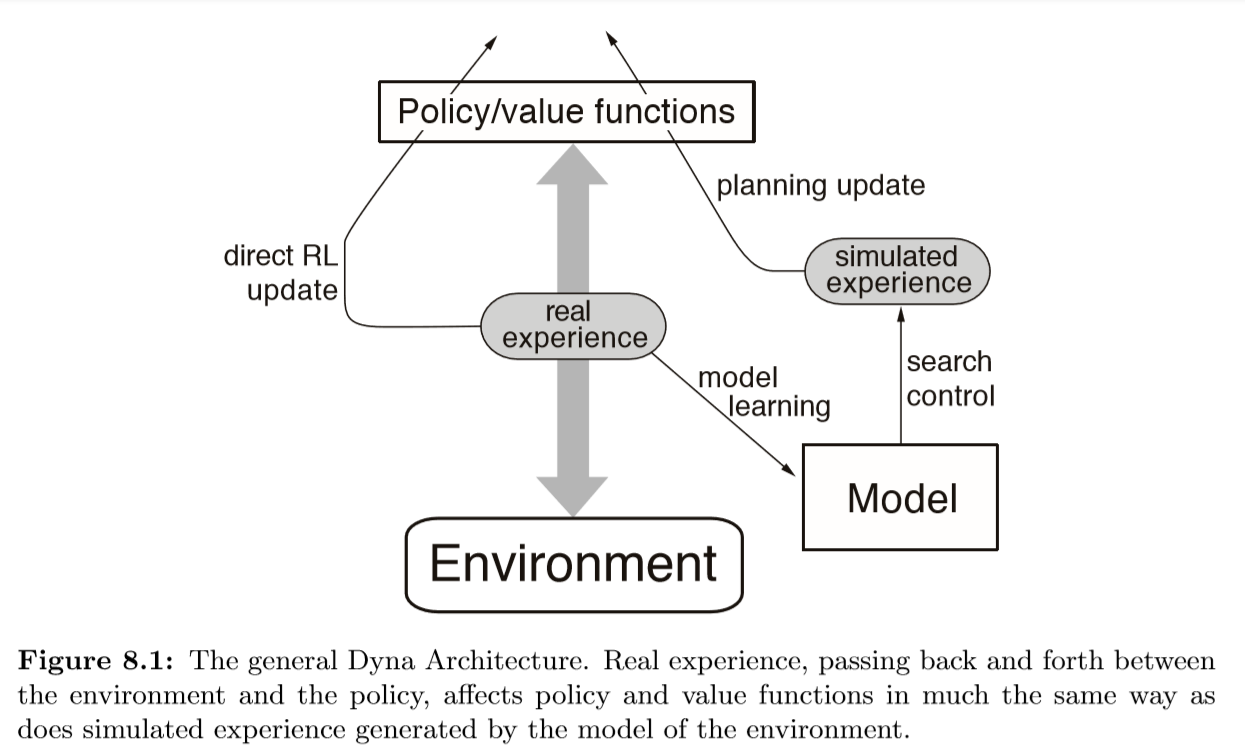 Policy/value functions
planning update
direct RL
update
simulated
experience
real
experience
model
learning
search
control
Model
Environment
Figure 8.1: The general Dyna Architecture. Real experience, passing back and forth between
the environment and the policy, affects policy and value functions in much the same way as
does simulated experience generated by the model of the environment.